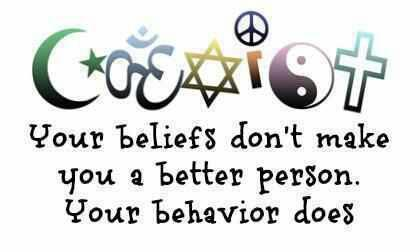 COEXIST
Your beliefs don't make
you a better person.
Your behavior does